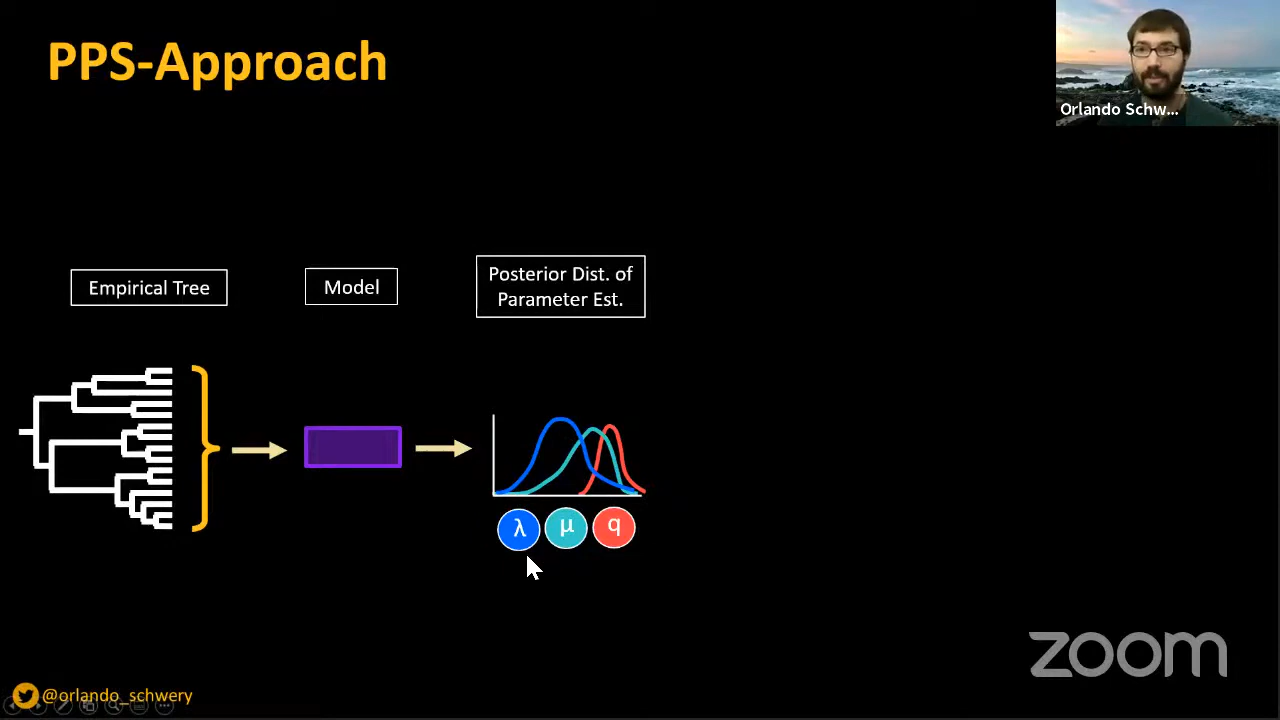 PPS-Approach
Orlando Schw...
Empirical Tree
Model
Posterior Dist. of
Parameter Est.
λ
μ
q
zoom
@orlando_schwery